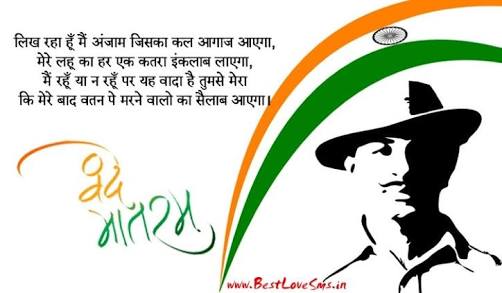 लिख रहा हूँ मैं अंजाम जिसका कल आगाज आएगा,
मेरे लहू का हर एक कतरा इंकलाब लाएगा,
मैं रहूँ या न रहूँ पर यह वादा है तुमसे मेरा
कि मेरे बाद वतन पे मरने वालो का सैलाब आएगा।
वंदे
मातरम
www.BestLoveSms.in